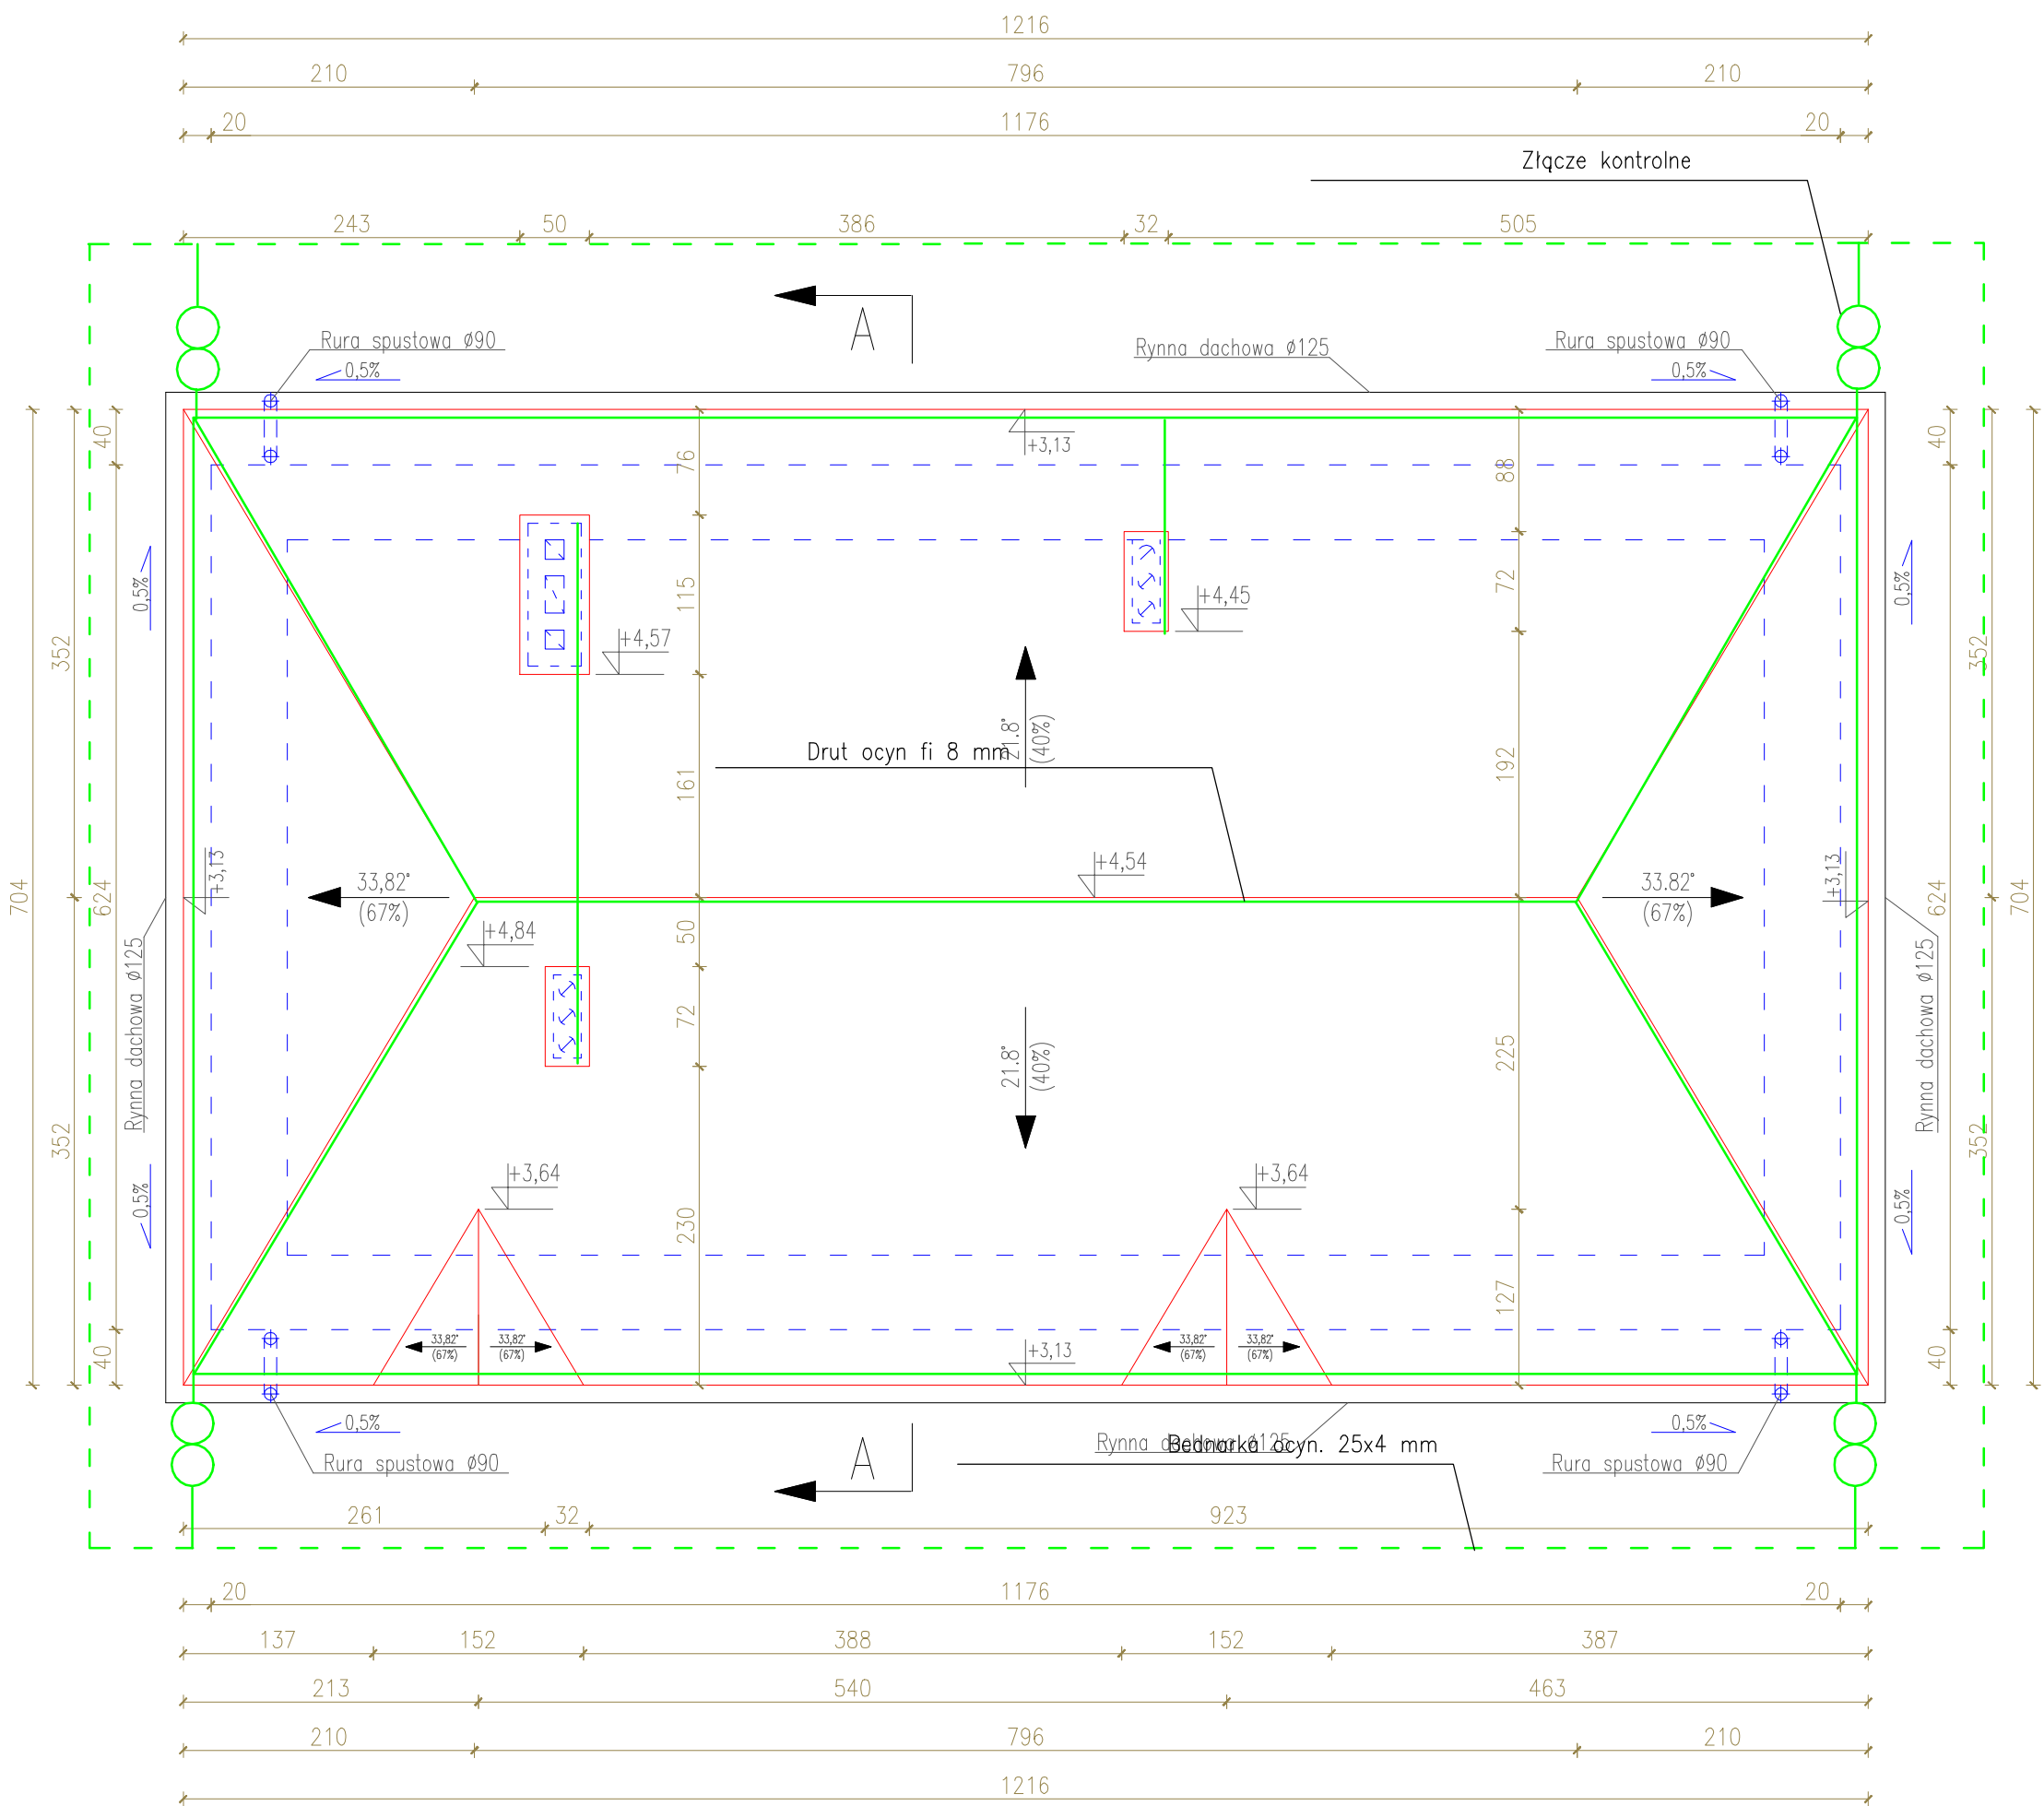 1216
210 796 210
20 1176 20
Złącze kontrolne
243 50 386 32 505
A
Rura spustowa Ø90
0,5%
Rynna dachowa Ø125
Rura spustowa Ø90
0,5%
40
76
+3,13
88
40
0,5%
115
72
0,5%
+4,45
+4,57
352
352
21.8°
(40%)
Drut ocyn fi 8 mm
161
192
+3,13
+4,54
+3,13
33,82°
(67%)
33.82°
(67%)
704
624
624
704
+4,84
50
72
Rynna dachowa Ø125
21.8°
(40%)
225
Rynna dachowa Ø125
352
352
+3,64
+3,64
0,5%
230
0,5%
127
33,82°
(67%)
33,82°
(67%)
33,82°
(67%)
33,82°
(67%)
40
+3,13
40
0,5%
0,5%
Rura spustowa Ø90
A
Rynna dachowa Ø125
Bednarka ocyn. 25x4 mm
Rura spustowa Ø90
261 32 923
20 1176 20
137 152 388 152 387
213 540 463
210 796 210
1216